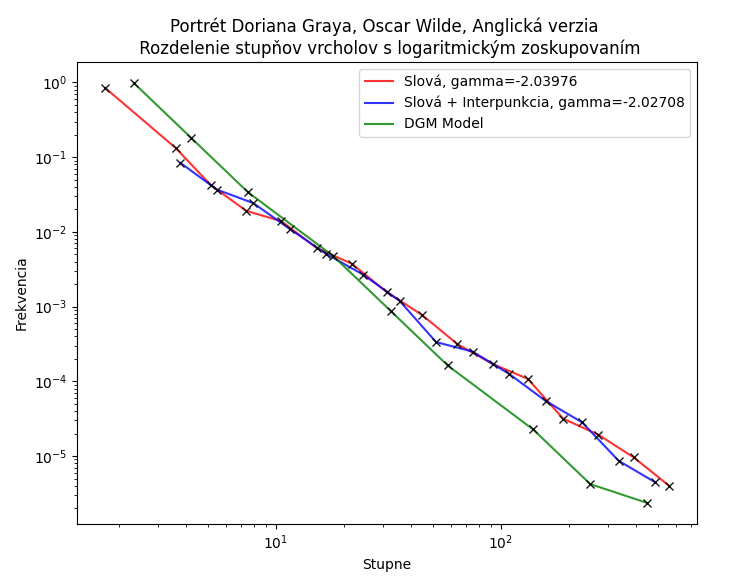 Portrét Doriana Graya, Oscar Wilde, Anglická verzia
Rozdelenie stupňov vrcholov s logaritmickým zoskupovaním
Slová, gamma=-2.03976
Slová + Interpunkcia, gamma=-2.02708
DGM Model
Frekvencia
10⁰
10⁻¹
10⁻²
10⁻³
10⁻⁴
10⁻⁵
10¹
10²
Stupne